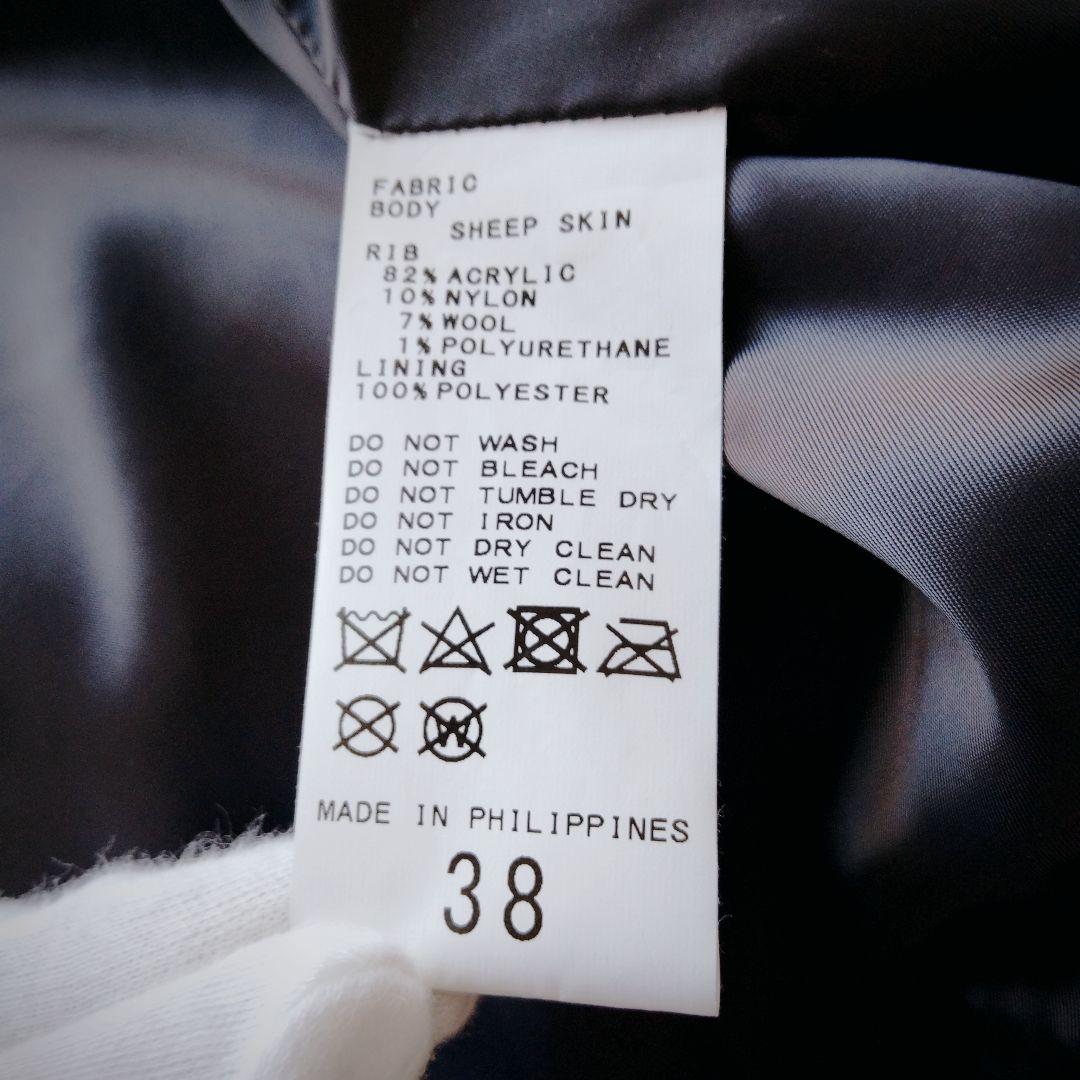 FABRIC
BODY
SHEEP SKIN
RIB
82% ACRYLIC
10% NYLON
7% WOOL
1% POLYURETHANE
LINING
100% POLYESTER
DO NOT WASH
DO NOT BLEACH
DO NOT TUMBLE DRY
DO NOT IRON
DO NOT DRY CLEAN
DO NOT WET CLEAN
W
MADE IN PHILIPPINES
38